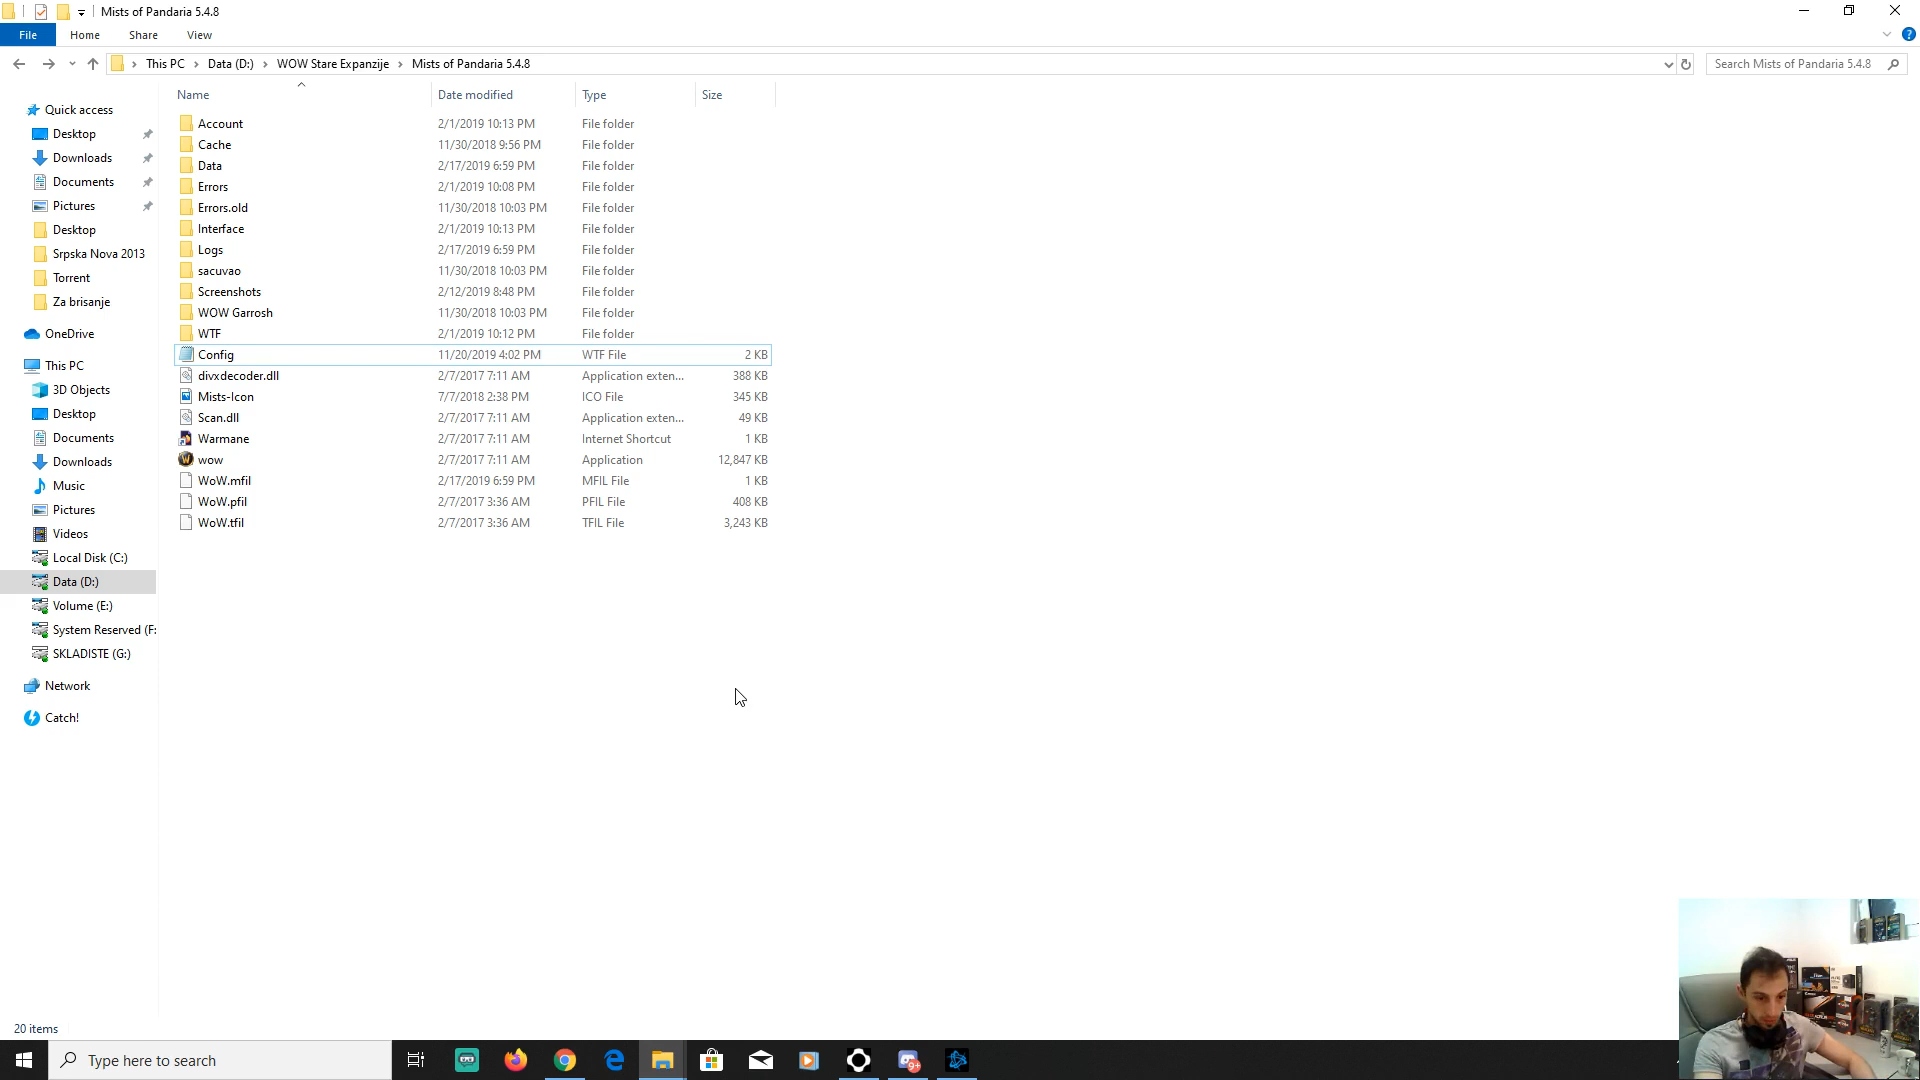 Mists of Pandaria 5.4.8
File Home Share View
This PC Data (D:) WOW Stare Expanzije Mists of Pandaria 5.4.8 Search Mists of Pandaria 5.4.8
Name Date modified Type Size
Quick access
Desktop
Downloads
Documents
Pictures
Desktop
Srpska Nova 2013
Torrent
Za brisanje
OneDrive
This PC
3D Objects
Desktop
Documents
Downloads
Music
Pictures
Videos
Local Disk (C:)
Data (D:)
Volume (E:)
System Reserved (F:
SKLADISTE (G:)
Network
Catch!
Account 2/1/2019 10:13 PM File folder
Cache 11/30/2018 9:56 PM File folder
Data 2/17/2019 6:59 PM File folder
Errors 2/1/2019 10:08 PM File folder
Errors.old 11/30/2018 10:03 PM File folder
Interface 2/1/2019 10:13 PM File folder
Logs 2/17/2019 6:59 PM File folder
sacuvao 11/30/2018 10:03 PM File folder
Screenshots 2/12/2019 8:48 PM File folder
WOW Garrosh 11/30/2018 10:03 PM File folder
WTF 2/1/2019 10:12 PM File folder
Config 11/20/2019 4:02 PM WTF File 2 KB
divxdecoder.dll 2/7/2017 7:11 AM Application exten... 388 KB
Mists-Icon 7/7/2018 2:38 PM ICO File 345 KB
Scan.dll 2/7/2017 7:11 AM Application exten... 49 KB
Warmane 2/7/2017 7:11 AM Internet Shortcut 1 KB
wow 2/7/2017 7:11 AM Application 12,847 KB
WoW.mfil 2/17/2019 6:59 PM MFIL File 1 KB
WoW.pfil 2/7/2017 3:36 AM PFIL File 408 KB
WoW.tfil 2/7/2017 3:36 AM TFIL File 3,243 KB
20 items
Type here to search
9+